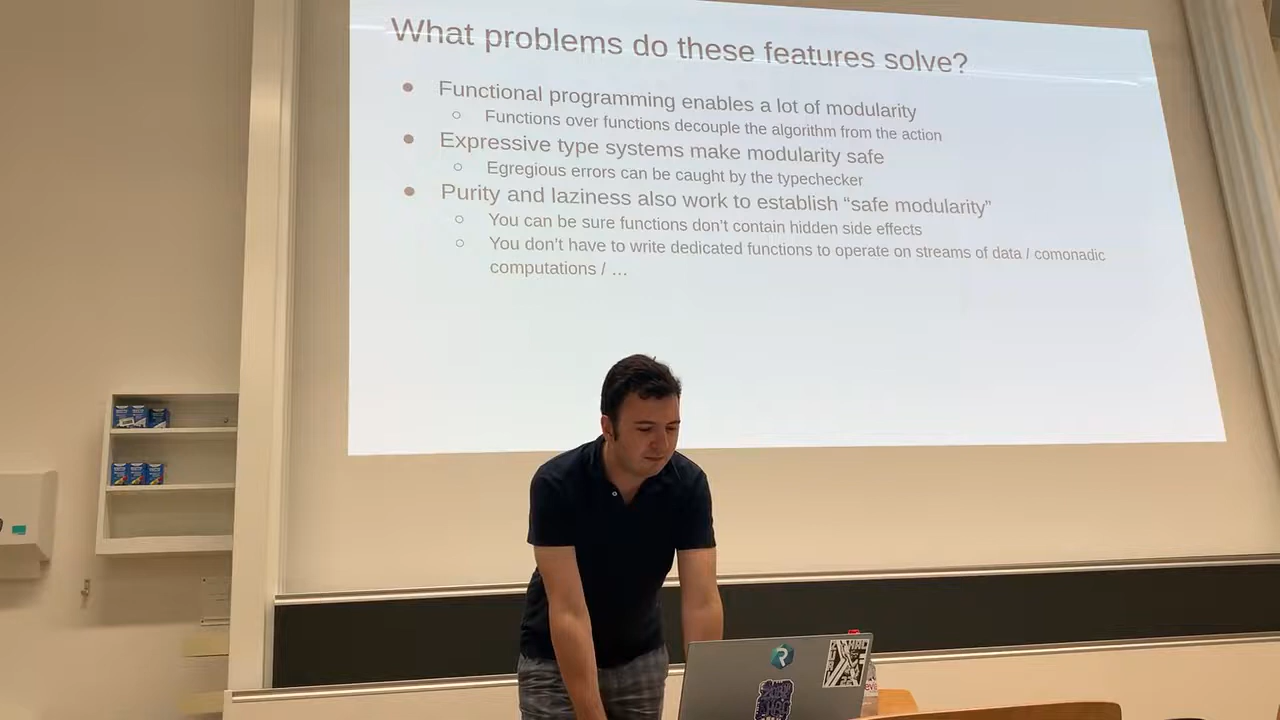 What problems do these features solve?
Functional programming enables a lot of modularity
Functions over functions decouple the algorithm from the action
Expressive type systems make modularity safe
Egregious errors can be caught by the typechecker
Purity and laziness also work to establish “safe modularity”
You can be sure functions don’t contain hidden side effects
You don’t have to write dedicated functions to operate on streams of data / comonadic
computations / …